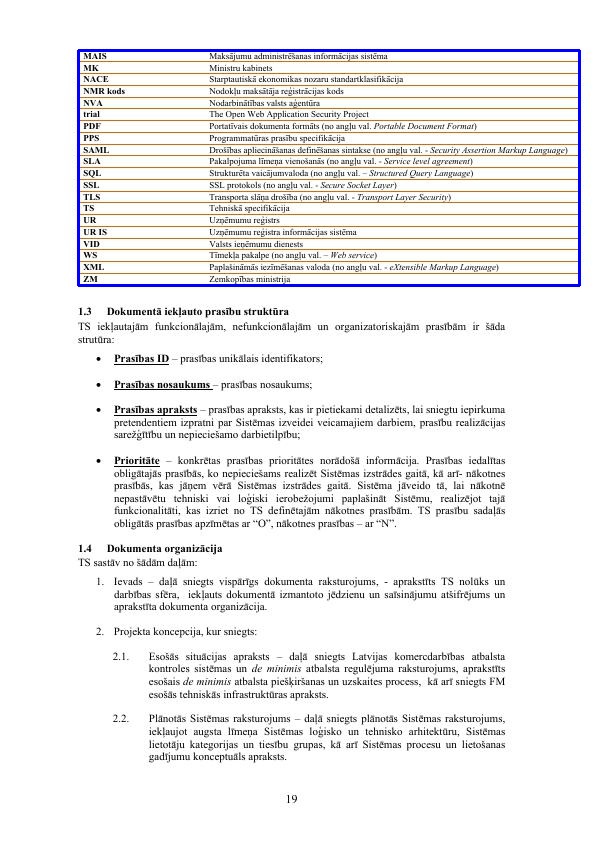 MAIS Maksājumu administrēšanas informācijas sistēma
MK Ministru kabinets
NACE Starptautiskā ekonomikas nozaru standartklasifikācija
NMR kods Nodokļu maksātāja reģistrācijas kods
NVA Nodarbinātības valsts aģentūra
trial The Open Web Application Security Project
PDF Portatīvais dokumenta formāts (no angļu val. Portable Document Format)
PPS Programmatūras prasību specifikācija
SAML Drošības apliecināšanas definēšanas sintakse (no angļu val. - Security Assertion Markup Language)
SLA Pakalpojuma līmeņa vienošanās (no angļu val. - Service level agreement)
SQL Strukturēta vaicājumvaloda (no angļu val. – Structured Query Language)
SSL SSL protokols (no angļu val. - Secure Socket Layer)
TLS Transporta slāņa drošība (no angļu val. - Transport Layer Security)
TS Tehniskā specifikācija
UR Uzņēmumu reģistrs
UR IS Uzņēmumu reģistra informācijas sistēma
VID Valsts ieņēmumu dienests
WS Tīmekļa pakalpe (no angļu val. – Web service)
XML Paplašināmās iezīmēšanas valoda (no angļu val. - eXtensible Markup Language)
ZM Zemkopības ministrija
1.3 Dokumentā iekļauto prasību struktūra
TS iekļautajām funkcionālajām, nefunkcionālajām un organizatoriskajām prasībām ir šāda
strutūra:
• Prasības ID – prasības unikālais identifikators;
• Prasības nosaukums – prasības nosaukums;
• Prasības apraksts – prasības apraksts, kas ir pietiekami detalizēts, lai sniegtu iepirkuma
pretendentiem izpratni par Sistēmas izveidei veicamajiem darbiem, prasību realizācijas
sarežģītību un nepieciešamo darbietilpību;
• Prioritāte – konkrētas prasības prioritātes norādošā informācija. Prasības iedalītas
obligātajās prasībās, ko nepieciešams realizēt Sistēmas izstrādes gaitā, kā arī- nākotnes
prasībās, kas jāņem vērā Sistēmas izstrādes gaitā. Sistēma jāveido tā, lai nākotnē
nepastāvētu tehniski vai loģiski ierobežojumi paplašināt Sistēmu, realizējot tajā
funkcionalitāti, kas izriet no TS definētajām nākotnes prasībām. TS prasību sadaļās
obligātās prasības apzīmētas ar “O”, nākotnes prasības – ar “N”.
1.4 Dokumenta organizācija
TS sastāv no šādām daļām:
1. Ievads – daļā sniegts vispārīgs dokumenta raksturojums, - aprakstīts TS nolūks un
darbības sfēra, iekļauts dokumentā izmantoto jēdzienu un saīsinājumu atšifrējums un
aprakstīta dokumenta organizācija.
2. Projekta koncepcija, kur sniegts:
2.1. Esošās situācijas apraksts – daļā sniegts Latvijas komercdarbības atbalsta
kontroles sistēmas un de minimis atbalsta regulējuma raksturojums, aprakstīts
esošais de minimis atbalsta piešķiršanas un uzskaites process, kā arī sniegts FM
esošās tehniskās infrastruktūras apraksts.
2.2. Plānotās Sistēmas raksturojums – daļā sniegts plānotās Sistēmas raksturojums,
iekļaujot augsta līmeņa Sistēmas loģisko un tehnisko arhitektūru, Sistēmas
lietotāju kategorijas un tiesību grupas, kā arī Sistēmas procesu un lietošanas
gadījumu konceptuāls apraksts.
19